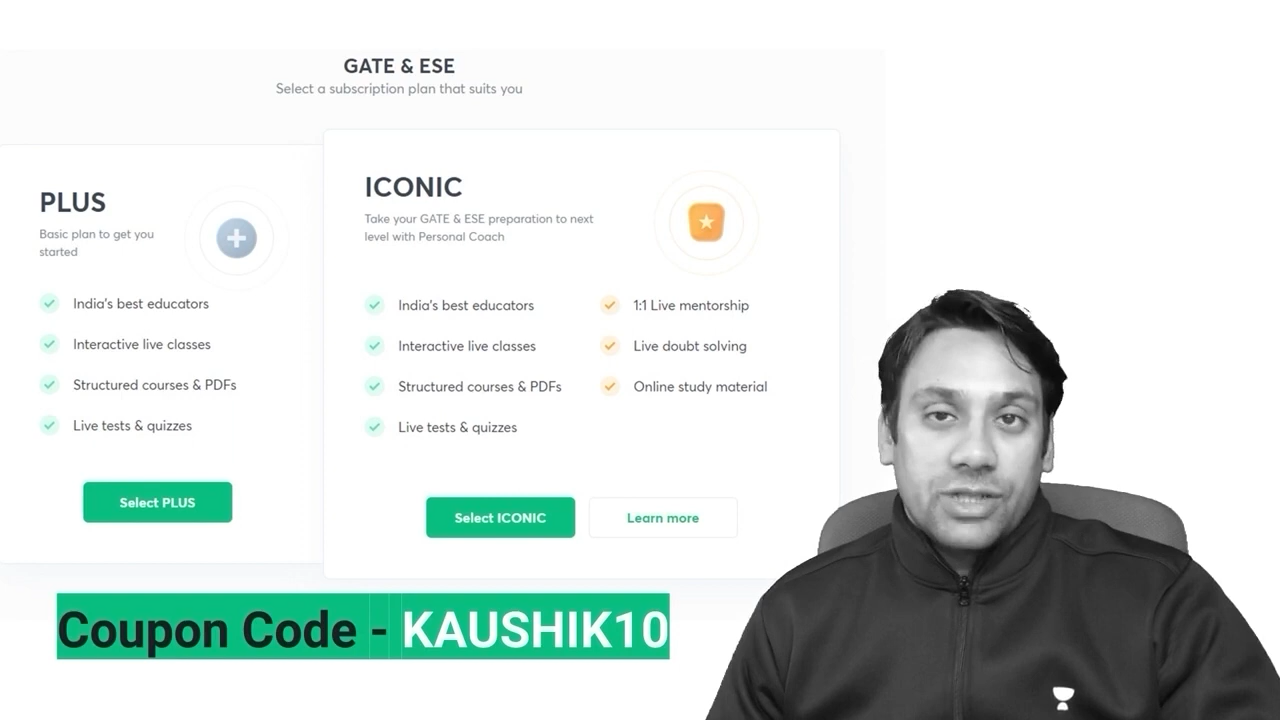 GATE & ESE
Select a subscription plan that suits you
PLUS
Basic plan to get you
started
India's best educators
Interactive live classes
Structured courses & PDFs
Live tests & quizzes
Select PLUS
ICONIC
Take your GATE & ESE preparation to next
level with Personal Coach
India's best educators
Interactive live classes
Structured courses & PDFs
Live tests & quizzes
1:1 Live mentorship
Live doubt solving
Online study material
Select ICONIC
Learn more
Coupon Code - KAUSHIK10